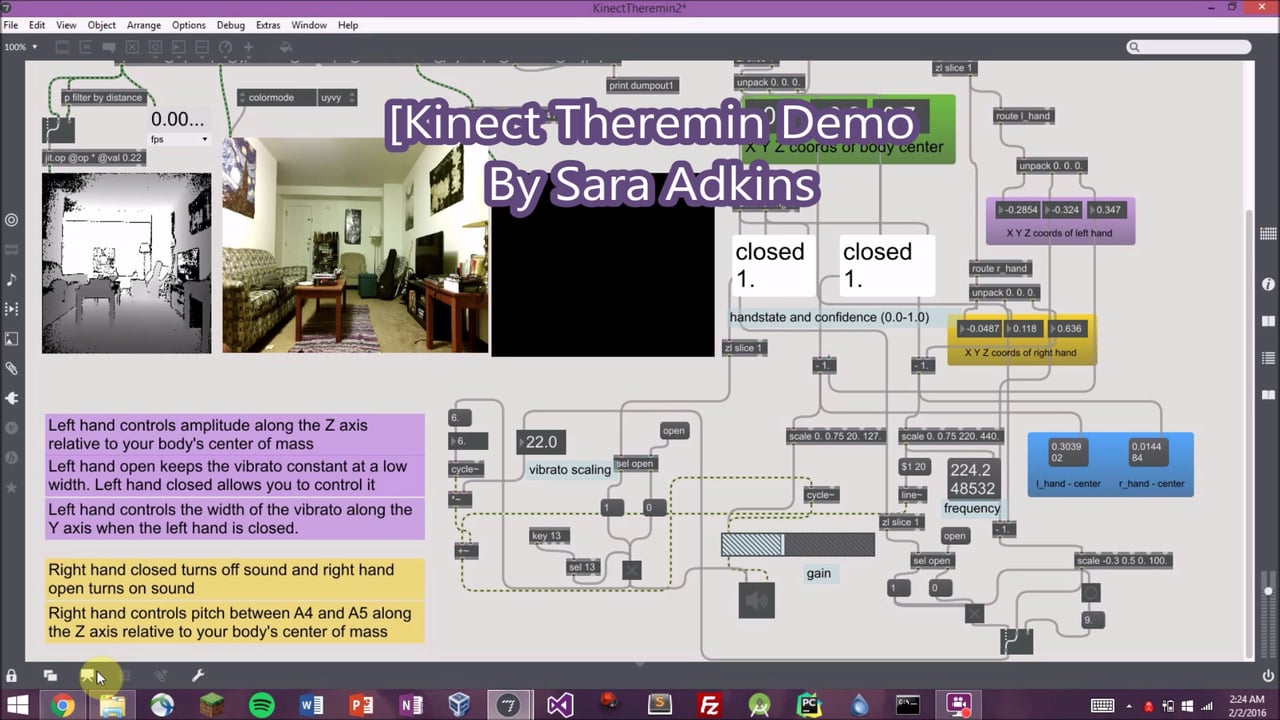 KinectTheremin2*
File Edit View Object Arrange Options Debug Extras Window Help
100%
print dumpout1
unpack 0. 0. 0.
zl slice 1
p filter by distance
colormode
uyvy
0.00...
fps
jit.op @op * @val 0.22
[Kinect Theremin Demo
By Sara Adkins
X Y Z coords of body center
route l_hand
unpack 0. 0. 0.
-0.2854 -0.324 0.347
X Y Z coords of left hand
closed
1.
closed
1.
handstate and confidence (0.0-1.0)
route r_hand
unpack 0. 0. 0.
-0.0487 0.118 0.636
X Y Z coords of right hand
zl slice 1
- 1.
- 1.
Left hand controls amplitude along the Z axis
relative to your body's center of mass
Left hand open keeps the vibrato constant at a low
width. Left hand closed allows you to control it
Left hand controls the width of the vibrato along the
Y axis when the left hand is closed.
Right hand closed turns off sound and right hand
open turns on sound
Right hand controls pitch between A4 and A5 along
the Z axis relative to your body's center of mass
6.
6.
cycle~
*~
+~
22.0
vibrato scaling
open
sel open
1
0
key 13
sel 13
scale 0. 0.75 20. 127.
scale 0. 0.75 220. 440.
cycle~
$1 20
line~
224.2
48532
frequency
zl slice 1
gain
open
sel open
1
0
- 1.
0.3039
02
0.0144
84
l_hand - center
r_hand - center
scale -0.3 0.5 0. 100.
9.
2:24 AM
2/2/2016